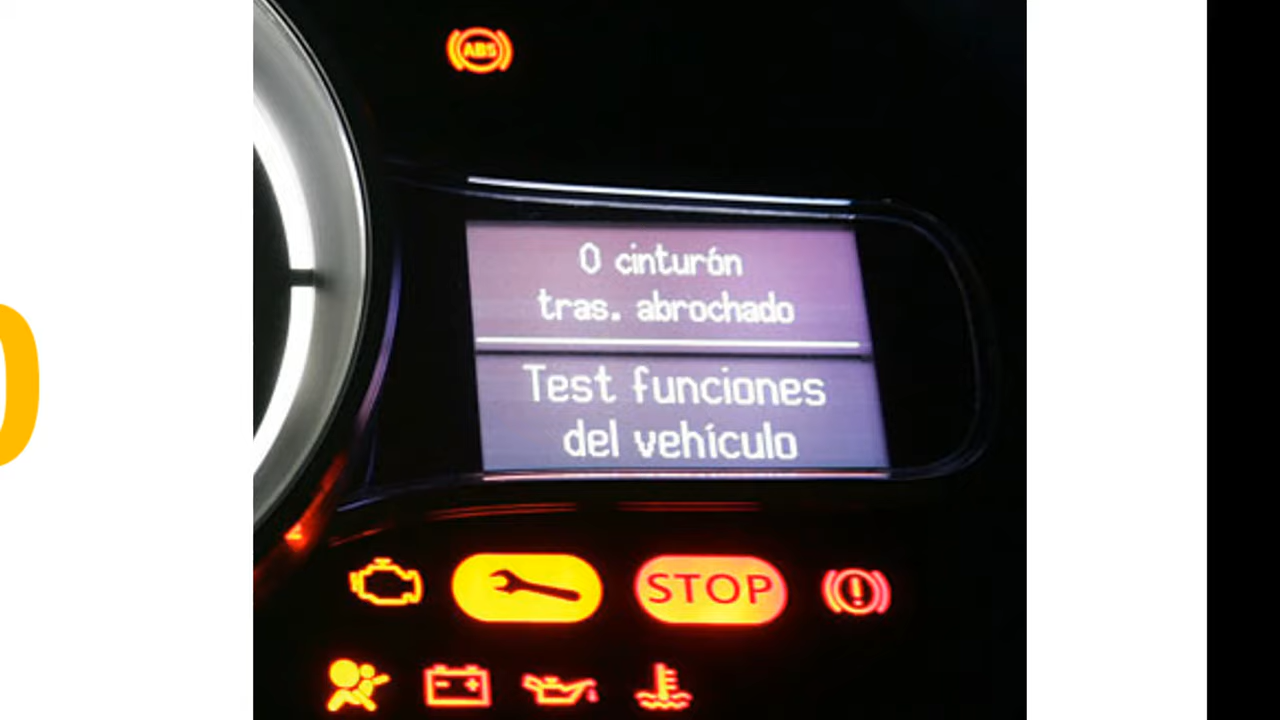 ABS
0 cinturón
tras. abrochado
Test funciones
del vehículo
STOP